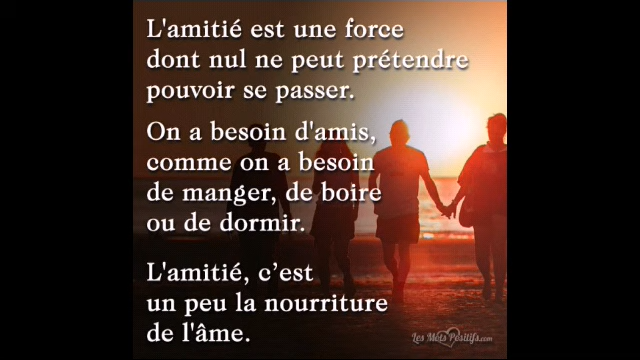 L'amitié est une force
dont nul ne peut prétendre
pouvoir se passer.
On a besoin d'amis,
comme on a besoin
de manger, de boire
ou de dormir.
L'amitié, c’est
un peu la nourriture
de l'âme.
Les Mots Positifs.com